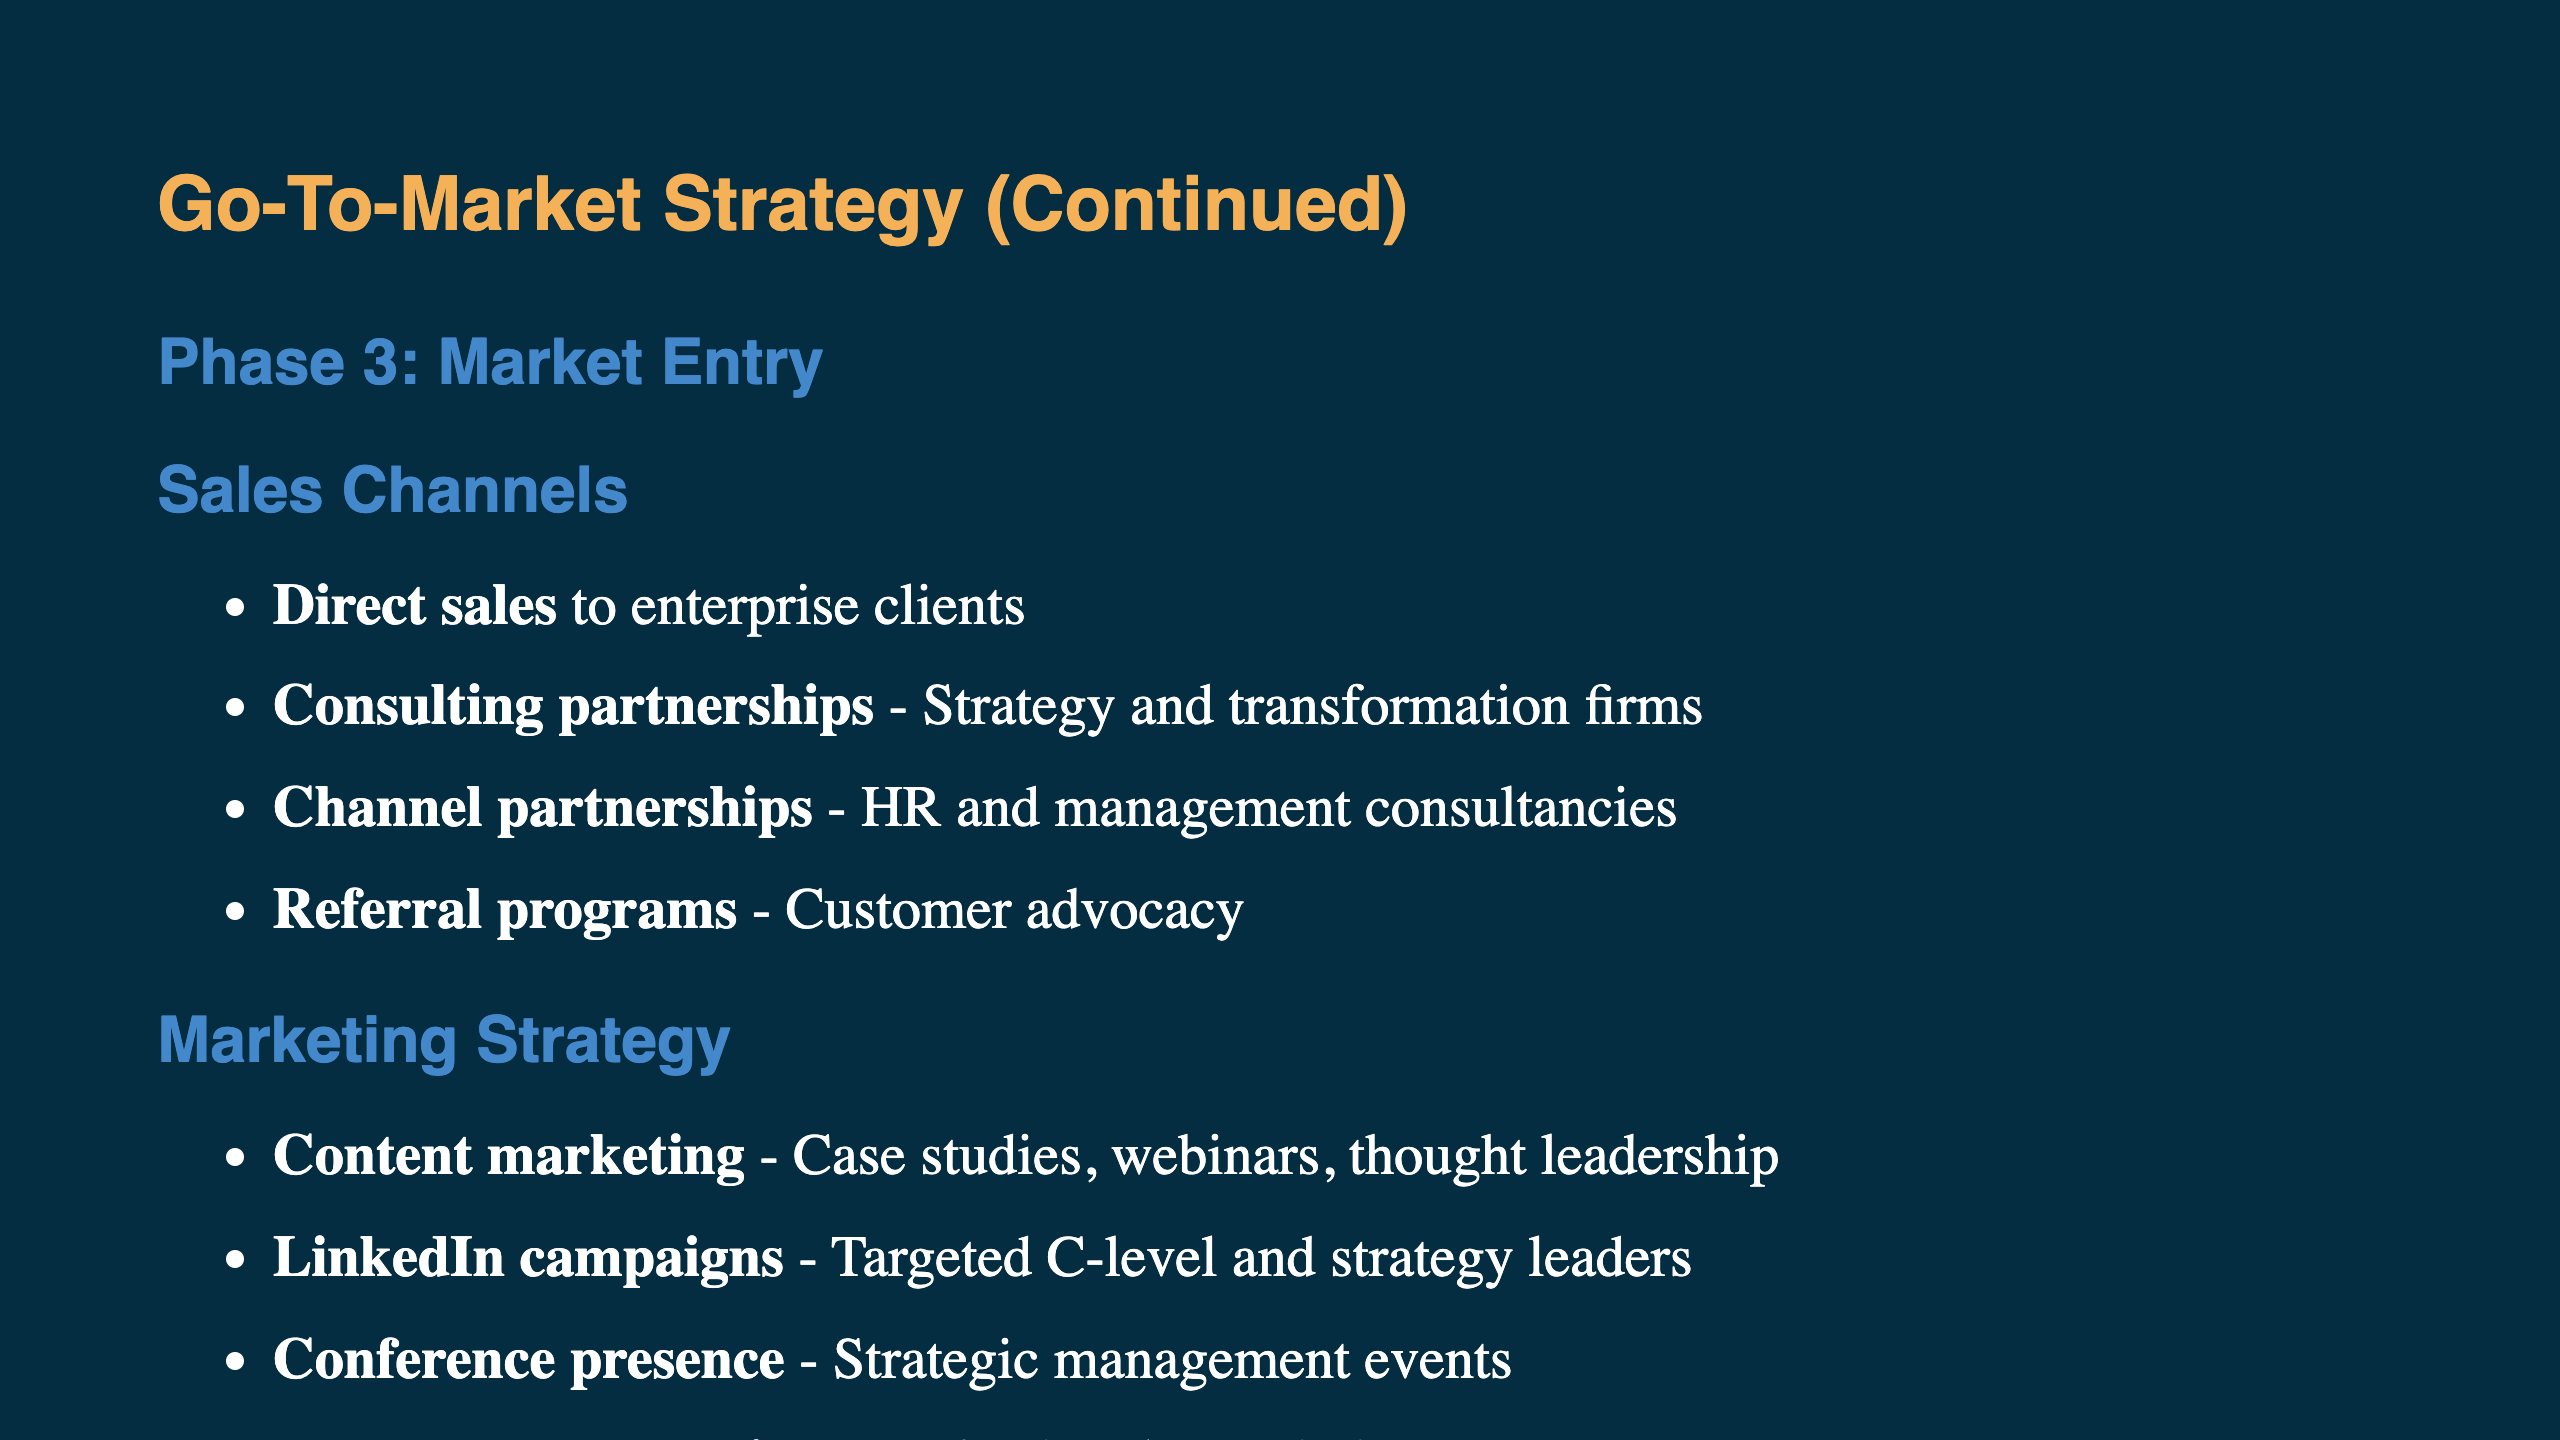 Go-To-Market Strategy (Continued)
Phase 3: Market Entry
Sales Channels
• Direct sales to enterprise clients
• Consulting partnerships - Strategy and transformation firms
• Channel partnerships - HR and management consultancies
• Referral programs - Customer advocacy
Marketing Strategy
• Content marketing - Case studies, webinars, thought leadership
• LinkedIn campaigns - Targeted C-level and strategy leaders
• Conference presence - Strategic management events